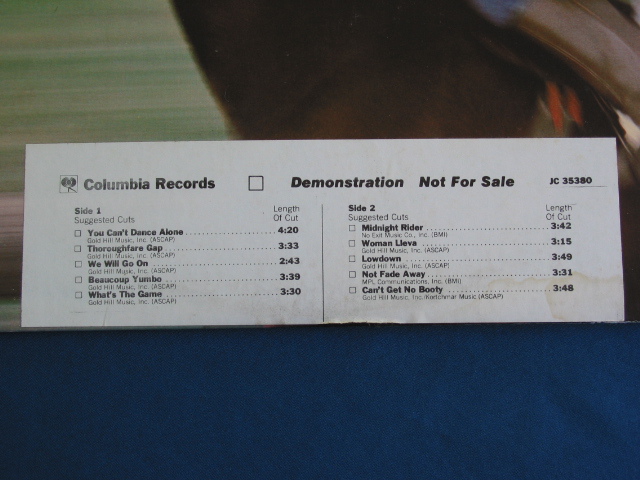 Columbia Records Demonstration Not For Sale JC 35380
Side 1 Length
Suggested Cuts Of Cut
You Can't Dance Alone 4:20
Gold Hill Music, Inc. (ASCAP)
Thoroughfare Gap 3:33
Gold Hill Music, Inc. (ASCAP)
We Will Go On 2:43
Gold Hill Music, Inc. (ASCAP)
Beaucoup Yumbo 3:39
Gold Hill Music, Inc. (ASCAP)
What's The Game 3:30
Gold Hill Music, Inc. (ASCAP)
Side 2 Length
Suggested Cuts Of Cut
Midnight Rider 3:42
No Exit Music Co., Inc. (BMI)
Woman Lleva 3:15
Gold Hill Music, Inc. (ASCAP)
Lowdown 3:49
Gold Hill Music, Inc. (ASCAP)
Not Fade Away 3:31
MPL Communications, Inc. (BMI)
Can't Get No Booty 3:48
Gold Hill Music, Inc./Kortchmar Music (ASCAP)